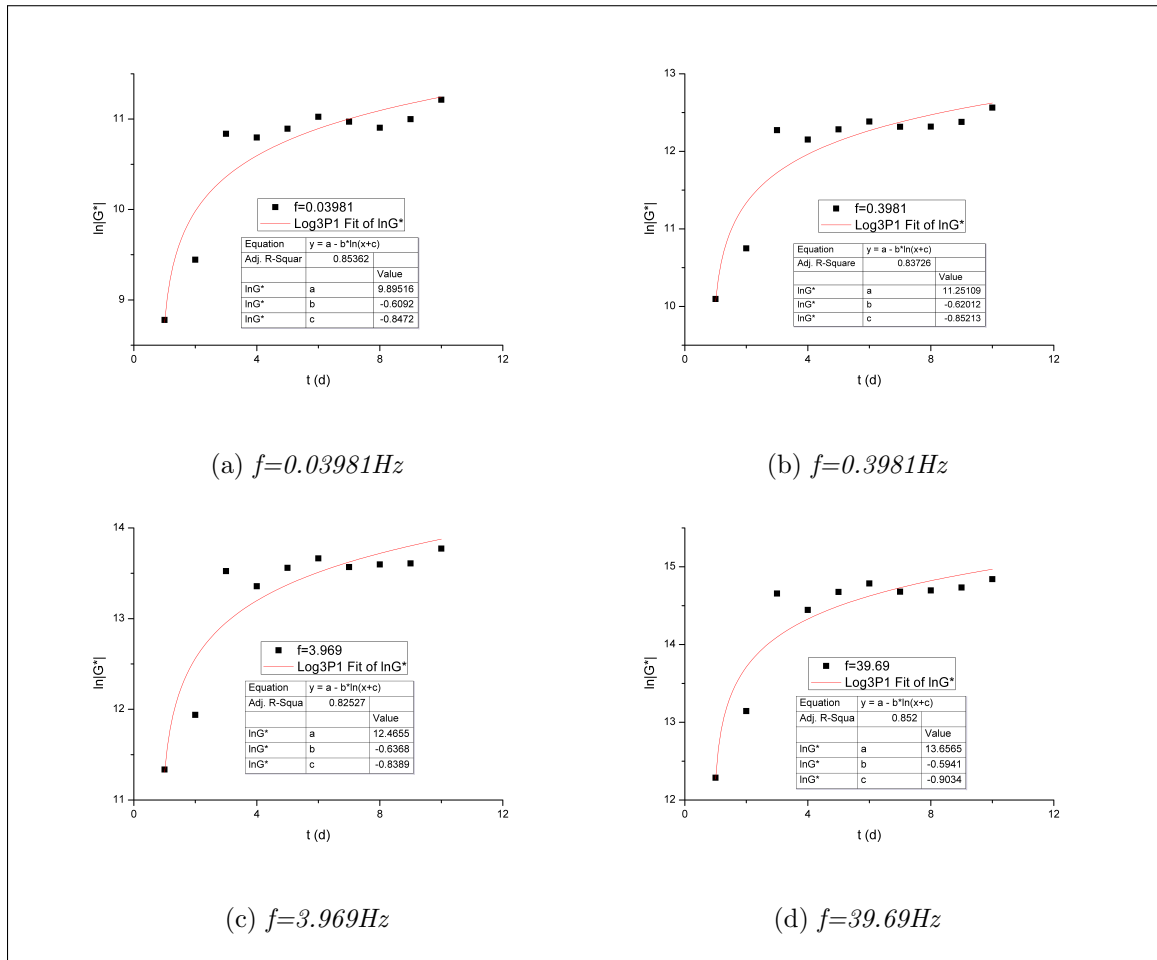 11
10
9
8
ln|G*|
f=0.03981
Log3P1 Fit of lnG*
Equation y = a - b*ln(x+c)
Adj. R-Squar 0.85362
Value
lnG* a 9.89516
lnG* b -0.6092
lnG* c -0.8472
0 4 8 12
t (d)
(a) f=0.03981Hz
13
12
11
10
ln|G*|
f=0.3981
Log3P1 Fit of lnG*
Equation y = a - b*ln(x+c)
Adj. R-Square 0.83726
Value
lnG* a 11.25109
lnG* b -0.62012
lnG* c -0.85213
0 4 8 12
t (d)
(b) f=0.3981Hz
14
13
12
11
ln|G*|
f=3.969
Log3P1 Fit of lnG*
Equation y = a - b*ln(x+c)
Adj. R-Squa 0.82527
Value
lnG* a 12.4655
lnG* b -0.6368
lnG* c -0.8389
0 4 8 12
t (d)
(c) f=3.969Hz
15
14
13
12
ln|G*|
f=39.69
Log3P1 Fit of lnG*
Equation y = a - b*ln(x+c)
Adj. R-Squa 0.852
Value
lnG* a 13.6565
lnG* b -0.5941
lnG* c -0.9034
0 4 8 12
t (d)
(d) f=39.69Hz